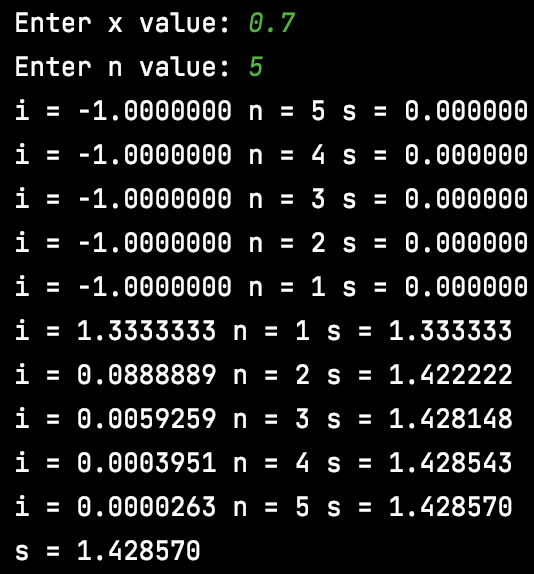 Enter x value: 0.7
Enter n value: 5
i = -1.0000000 n = 5 s = 0.000000
i = -1.0000000 n = 4 s = 0.000000
i = -1.0000000 n = 3 s = 0.000000
i = -1.0000000 n = 2 s = 0.000000
i = -1.0000000 n = 1 s = 0.000000
i = 1.3333333 n = 1 s = 1.333333
i = 0.0888889 n = 2 s = 1.422222
i = 0.0059259 n = 3 s = 1.428148
i = 0.0003951 n = 4 s = 1.428543
i = 0.0000263 n = 5 s = 1.428570
s = 1.428570